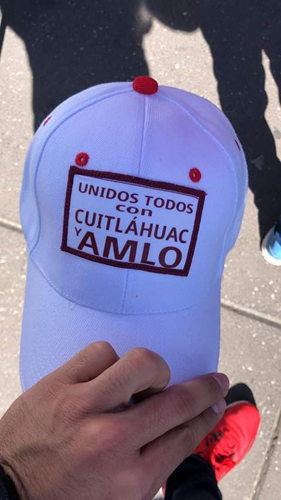 UNIDOS TODOS
con
CUITLÁHUAC
Y AMLO